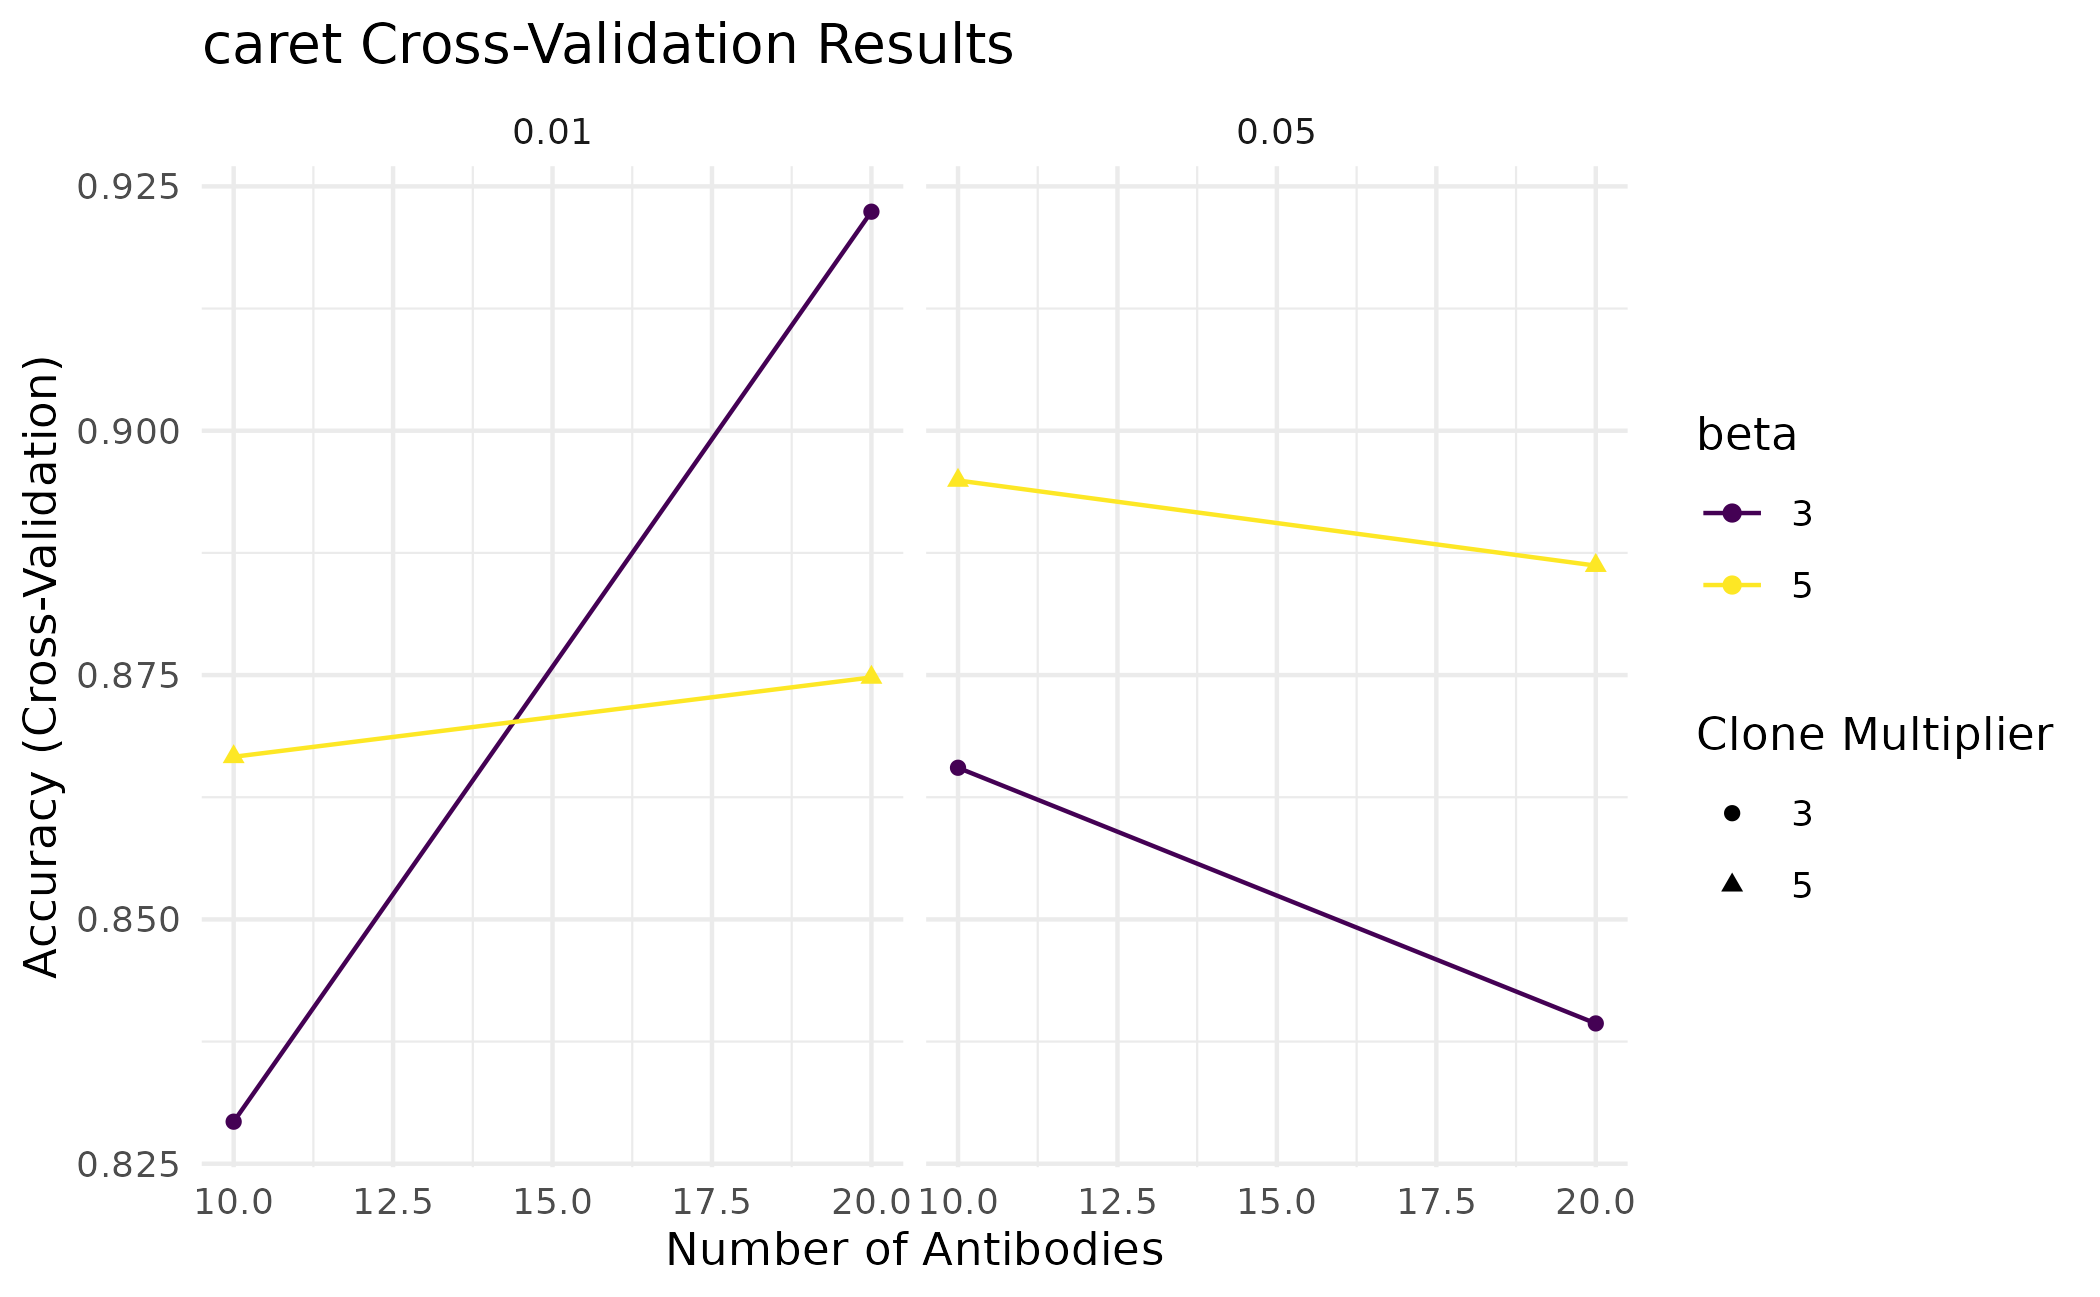 caret Cross-Validation Results
0.01 0.05
0.925
0.900
0.875
0.850
0.825
Accuracy (Cross-Validation)
10.0 12.5 15.0 17.5 20.0 10.0 12.5 15.0 17.5 20.0
Number of Antibodies
beta
3
5
Clone Multiplier
3
5